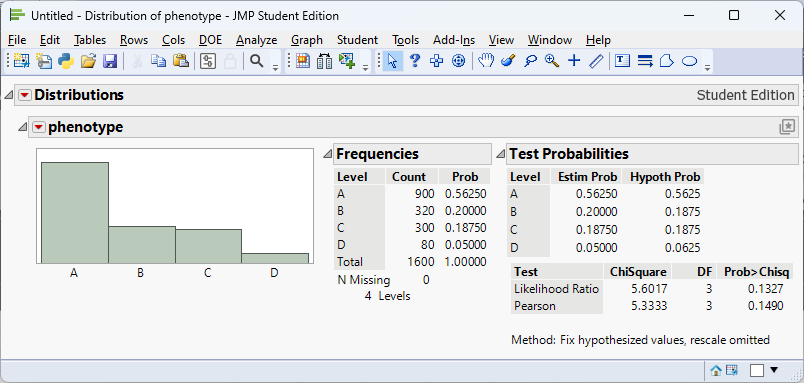 Untitled - Distribution of phenotype - JMP Student Edition
File Edit Tables Rows Cols DOE Analyze Graph Student Tools Add-Ins View Window Help
Distributions Student Edition
phenotype
A B C D
Frequencies
Level Count Prob
A 900 0.56250
B 320 0.20000
C 300 0.18750
D 80 0.05000
Total 1600 1.00000
N Missing 0
4 Levels
Test Probabilities
Level Estim Prob Hypoth Prob
A 0.56250 0.5625
B 0.20000 0.1875
C 0.18750 0.1875
D 0.05000 0.0625
Test ChiSquare DF Prob>Chisq
Likelihood Ratio 5.6017 3 0.1327
Pearson 5.3333 3 0.1490
Method: Fix hypothesized values, rescale omitted